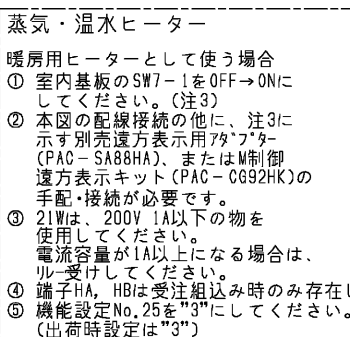 蒸気・温水ヒーター
暖房用ヒーターとして使う場合
① 室内基板のSW7-1をOFF→ONに
してください。(注3)
② 本図の配線接続の他に、注3に
示す別売遠方表示用ｱﾀﾞﾌﾟﾀｰ
(PAC-SA88HA)、またはM制御
遠方表示キット(PAC-CG92HK)の
手配・接続が必要です。
③ 21Wは、200V 1A以下の物を
使用してください。
電流容量が1A以上になる場合は、
ﾘﾚｰ受けしてください。
④ 端子HA, HBは受注組込み時のみ存在し
⑤ 機能設定No.25を"3"にしてください。
(出荷時設定は"3")